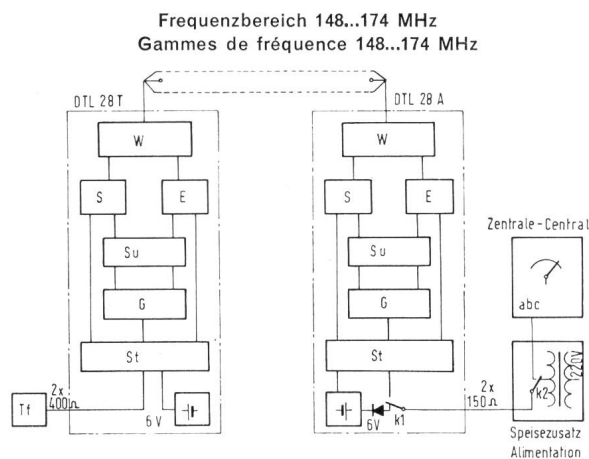 Frequenzbereich 148...174 MHz
Gammes de fréquence 148...174 MHz
DTL 28 T
DTL 28 A
W
W
S
E
S
E
Zentrale - Central
Su
Su
abc
G
G
St
St
220V
k2
Tf
2x
400Ω
6 V
6V
k1
2x
150Ω
Speisezusatz
Alimentation